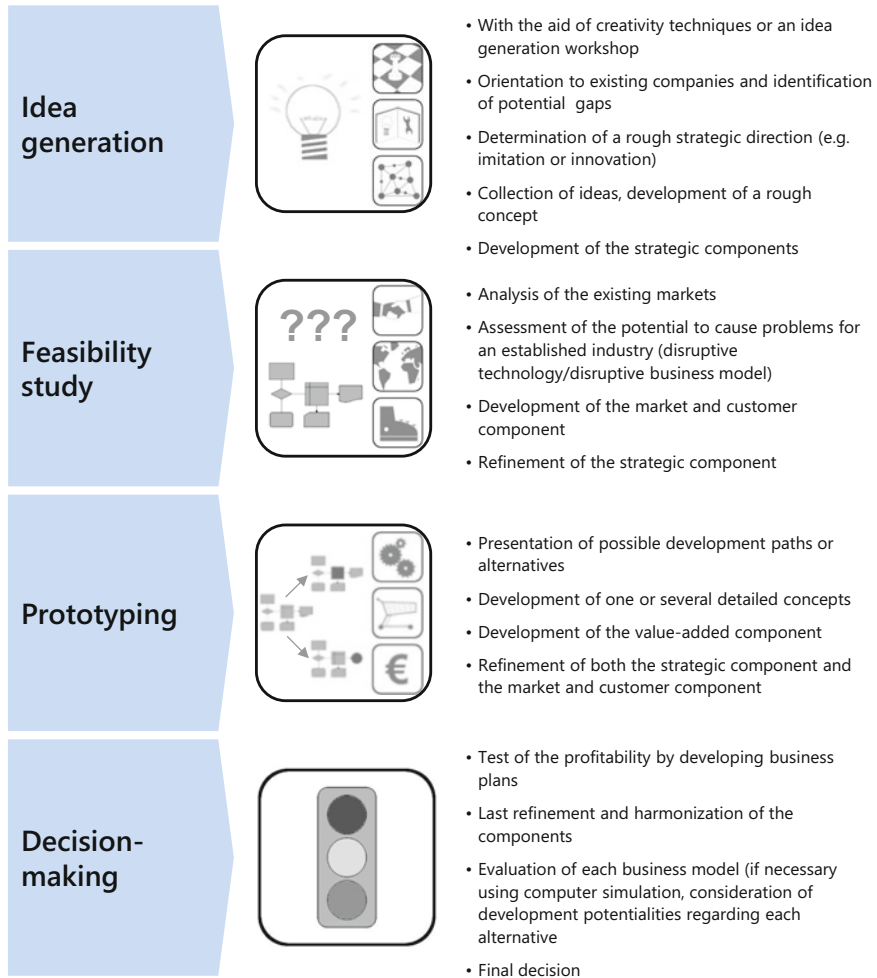 Idea
generation
• With the aid of creativity techniques or an idea
generation workshop
• Orientation to existing companies and identification
of potential gaps
• Determination of a rough strategic direction (e.g.
imitation or innovation)
• Collection of ideas, development of a rough
concept
• Development of the strategic components
Feasibility
study
???
• Analysis of the existing markets
• Assessment of the potential to cause problems for
an established industry (disruptive
technology/disruptive business model)
• Development of the market and customer
component
• Refinement of the strategic component
Prototyping
€
• Presentation of possible development paths or
alternatives
• Development of one or several detailed concepts
• Development of the value-added component
• Refinement of both the strategic component and
the market and customer component
Decision-
making
• Test of the profitability by developing business
plans
• Last refinement and harmonization of the
components
• Evaluation of each business model (if necessary
using computer simulation, consideration of
development potentialities regarding each
alternative
• Final decision